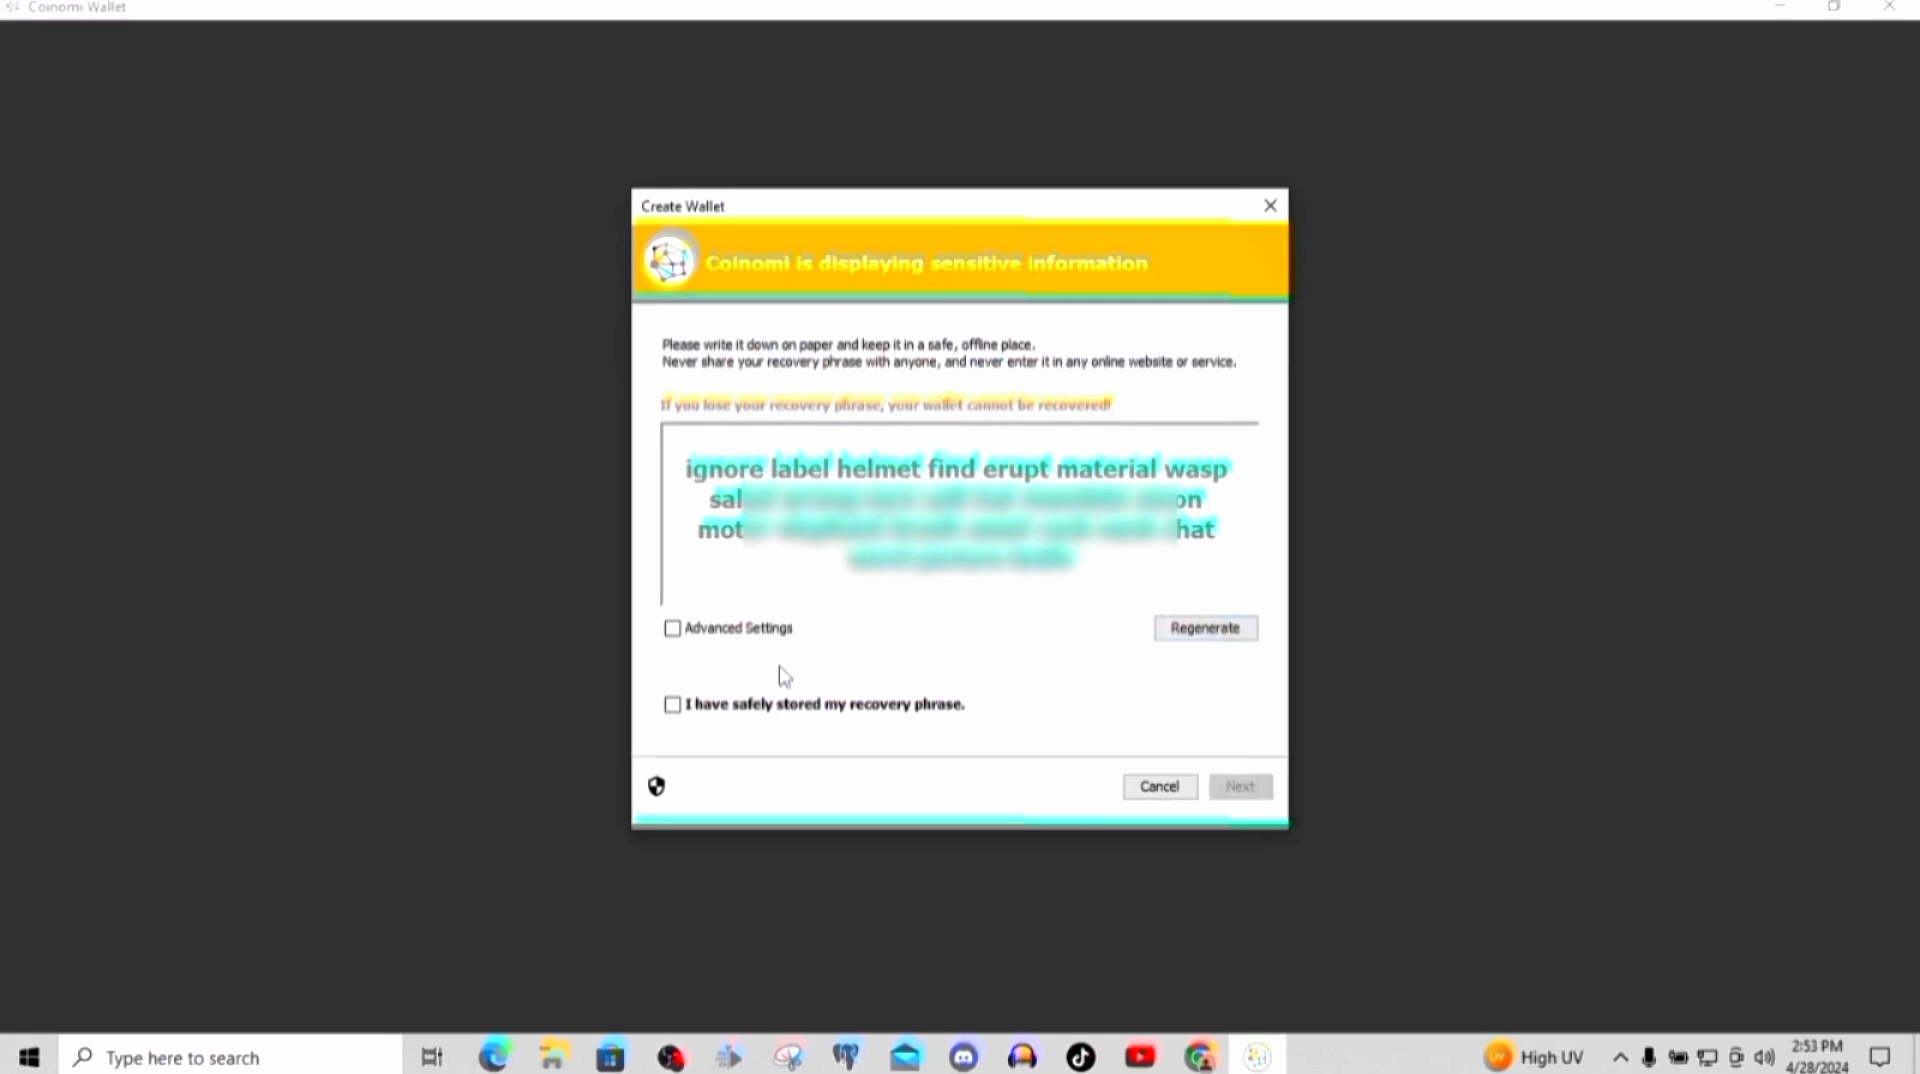 Coinomi Wallet
Create Wallet
Coinomi is displaying sensitive information
Please write it down on paper and keep it in a safe, offline place.
Never share your recovery phrase with anyone, and never enter it in any online website or service.
If you lose your recovery phrase, your wallet cannot be recovered!
ignore label helmet find erupt material wasp
Advanced Settings
Regenerate
I have safely stored my recovery phrase.
Cancel
Next
Type here to search
UV
High UV
2:53 PM
4/28/2024